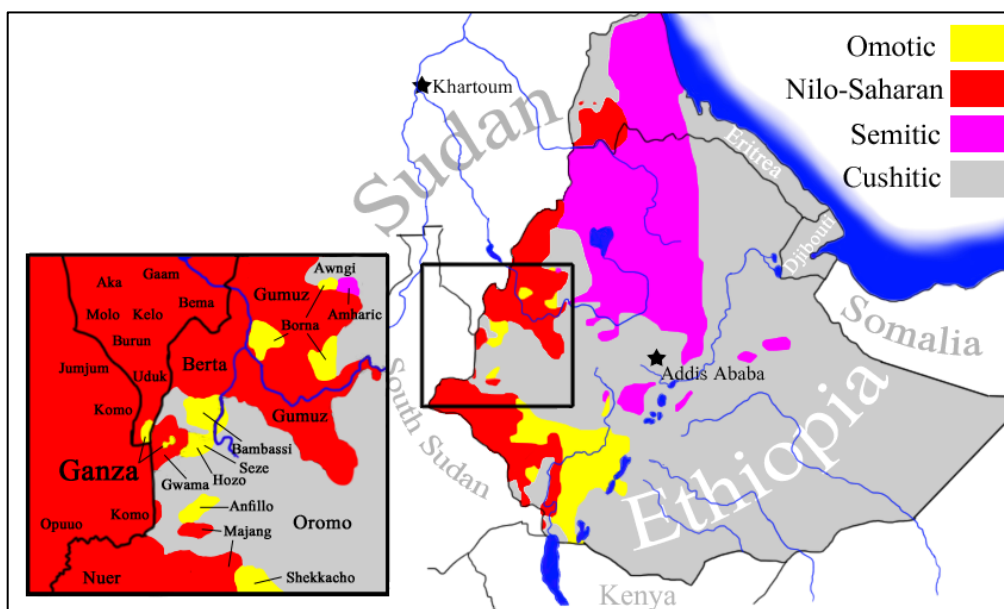 Omotic
Nilo-Saharan
Semitic
Cushitic
Khartoum
Sudan
Eritrea
Djibouti
Somalia
Addis Ababa
Ethiopia
South Sudan
Kenya
Awngi
Gaam
Aka
Gumuz
Amharic
Bema
Molo Kelo
Borna
Burun
Jumjum
Uduk
Berta
Komo
Gumuz
Bambassi
Ganza
Seze
Gwama
Hozo
Anfillo
Komo
Opuuo
Majang
Oromo
Nuer
Shekkacho